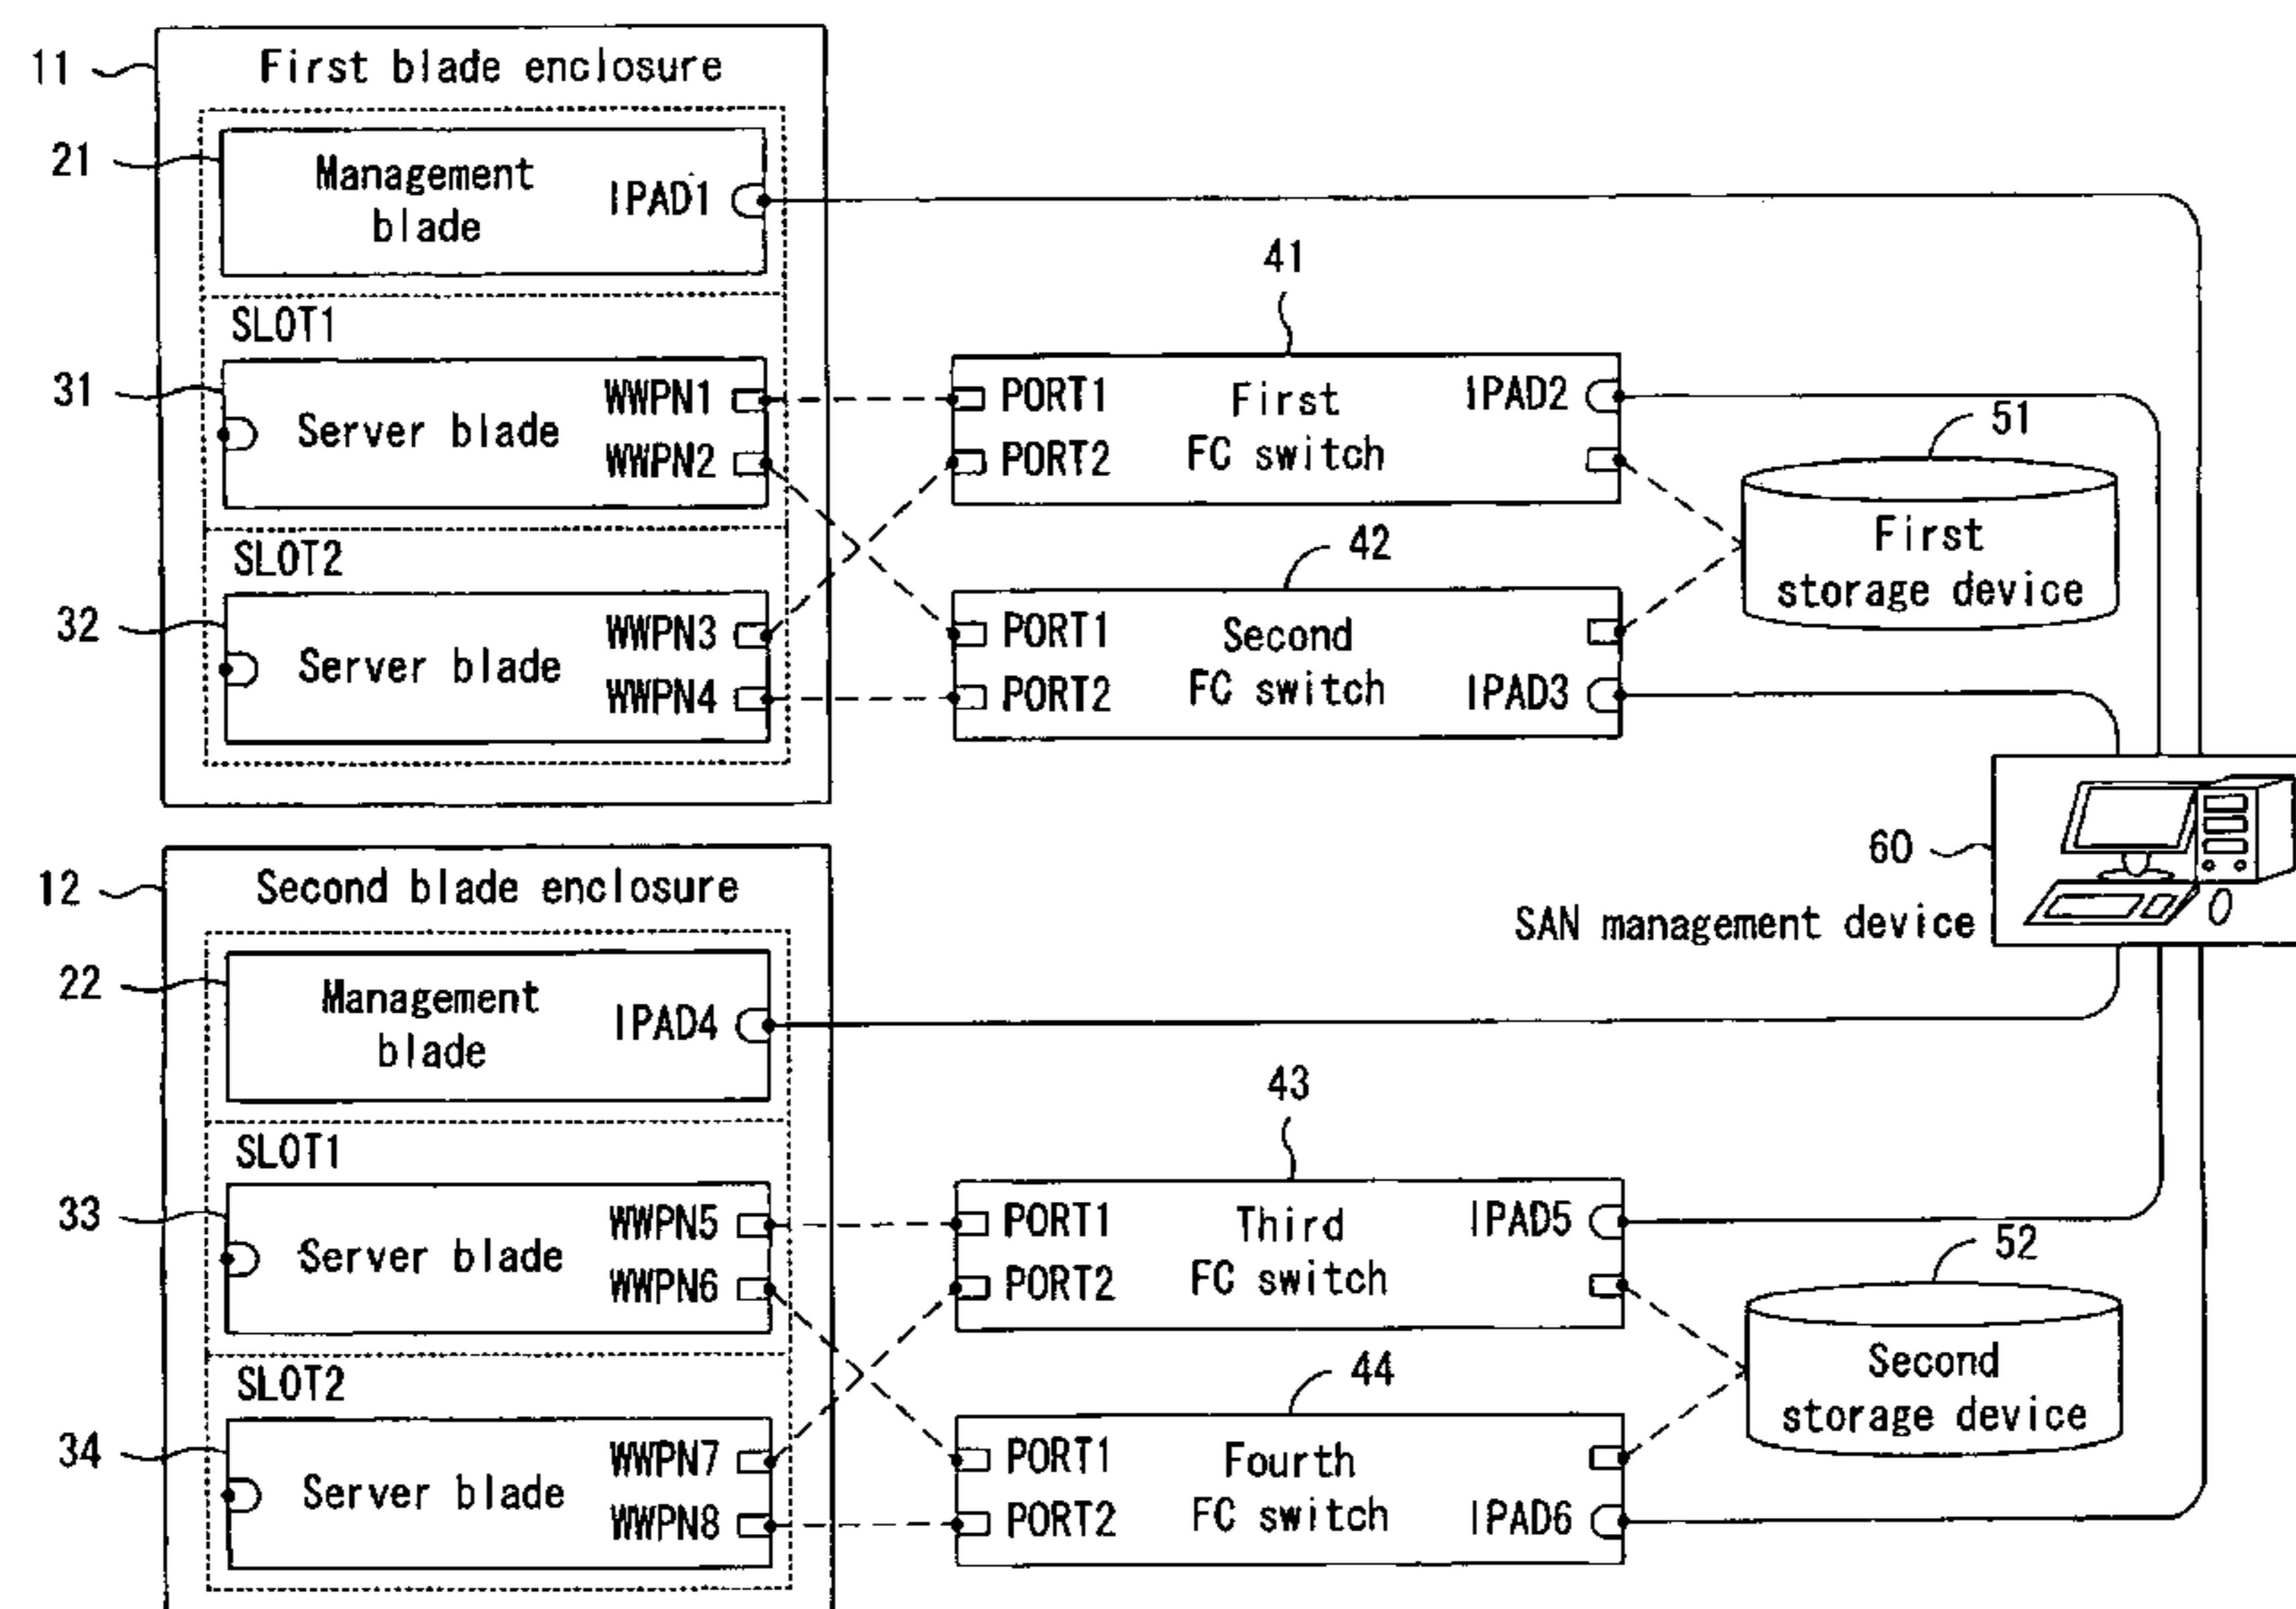 First blade enclosure
11
21
Management
blade
IPAD1
SLOT1
31
Server blade
WWPN1
WWPN2
SLOT2
32
Server blade
WWPN3
WWPN4
41
PORT1
PORT2
First
FC switch
IPAD2
42
PORT1
PORT2
Second
FC switch
IPAD3
51
First
storage device
60
SAN management device
Second blade enclosure
12
22
Management
blade
IPAD4
SLOT1
33
Server blade
WWPN5
WWPN6
SLOT2
34
Server blade
WWPN7
WWPN8
43
PORT1
PORT2
Third
FC switch
IPAD5
44
PORT1
PORT2
Fourth
FC switch
IPAD6
52
Second
storage device